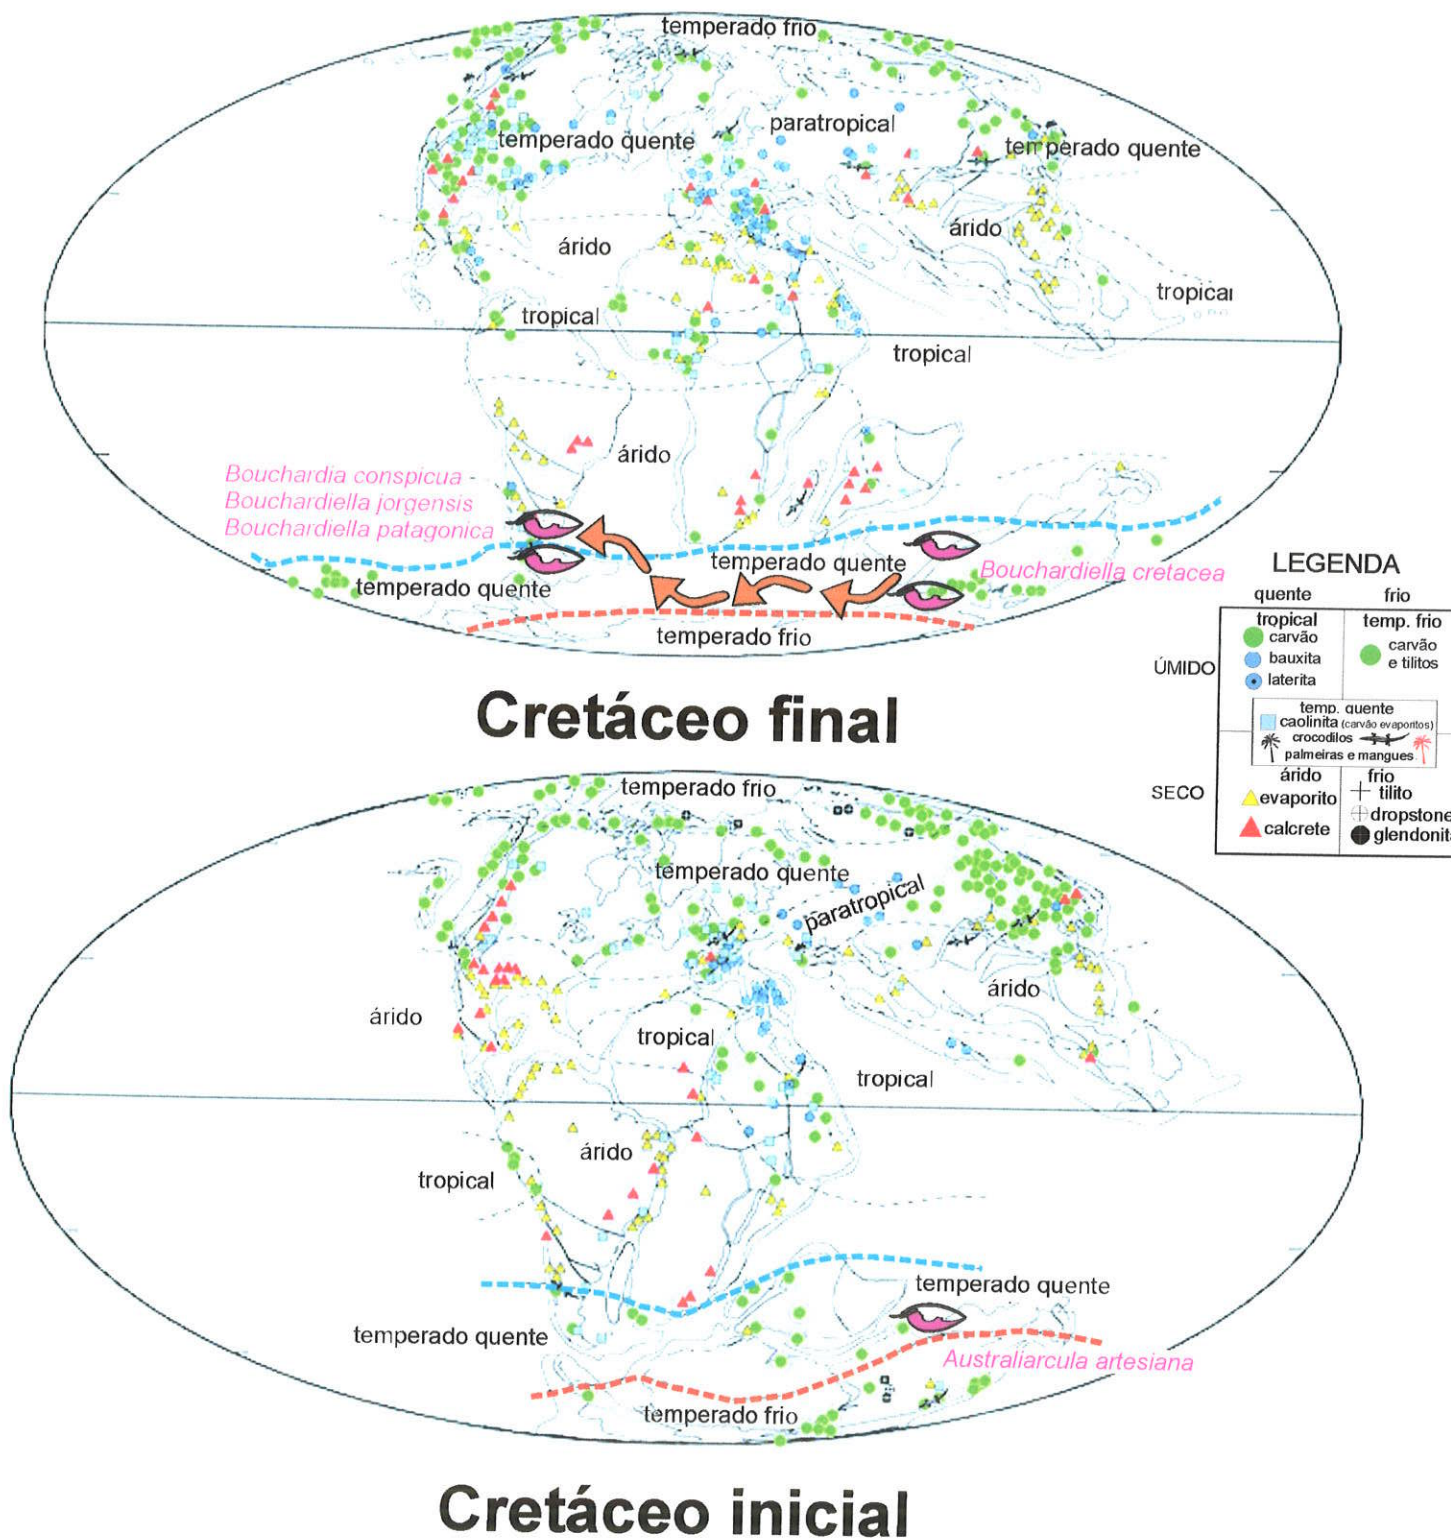 temperado frio
paratropical
temperado quente
temperado quente
árido
árido
tropical
tropical
tropical
árido
Bouchardia conspicua
Bouchardiella jorgensis
Bouchardiella patagonica
temperado quente
Bouchardiella cretacea
temperado quente
temperado frio
Cretáceo final
LEGENDA
quente frio
tropical temp. frio
carvão carvão
bauxita e tilitos
laterita
ÚMIDO
temp. quente
caolinita (carvão evaporitos)
crocodilos
palmeiras e mangues
SECO
árido frio
evaporito tilito
dropstone
calcrete glendonita
temperado frio
temperado quente
paratropical
árido
árido
tropical
tropical
árido
tropical
temperado quente
temperado quente
Australiarcula artesiana
temperado frio
Cretáceo inicial